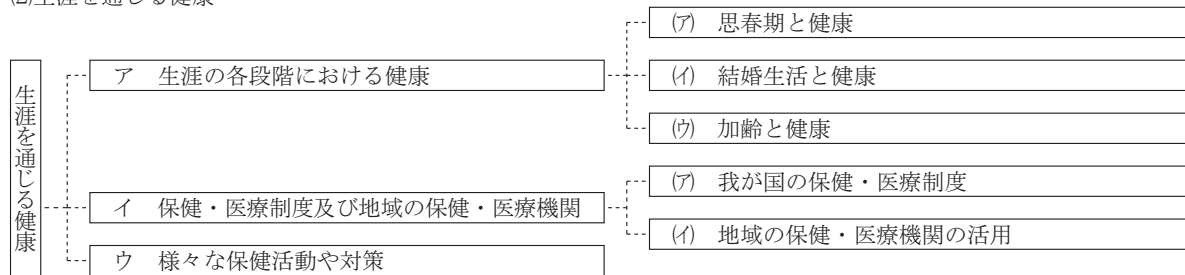 ⑵生涯を通じる健康
生涯を通じる健康
ア　生涯の各段階における健康
㋐　思春期と健康
㋑　結婚生活と健康
㋒　加齢と健康
イ　保健・医療制度及び地域の保健・医療機関
㋐　我が国の保健・医療制度
㋑　地域の保健・医療機関の活用
ウ　様々な保健活動や対策